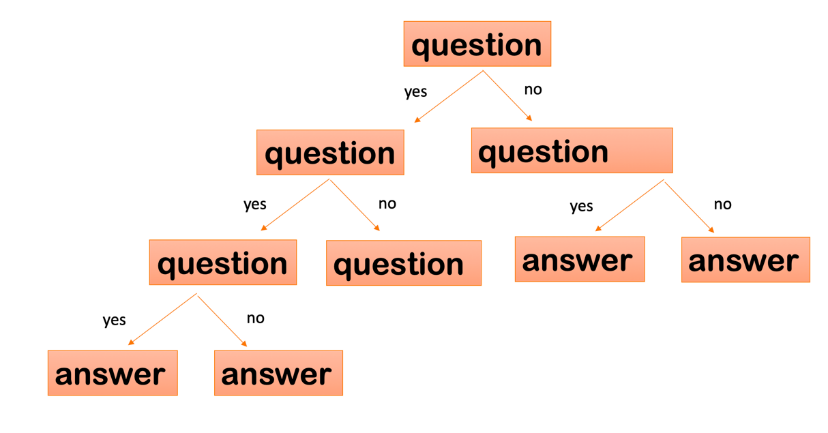 question
yes
no
question
question
yes
no
yes
no
question
question
answer
answer
yes
no
answer
answer